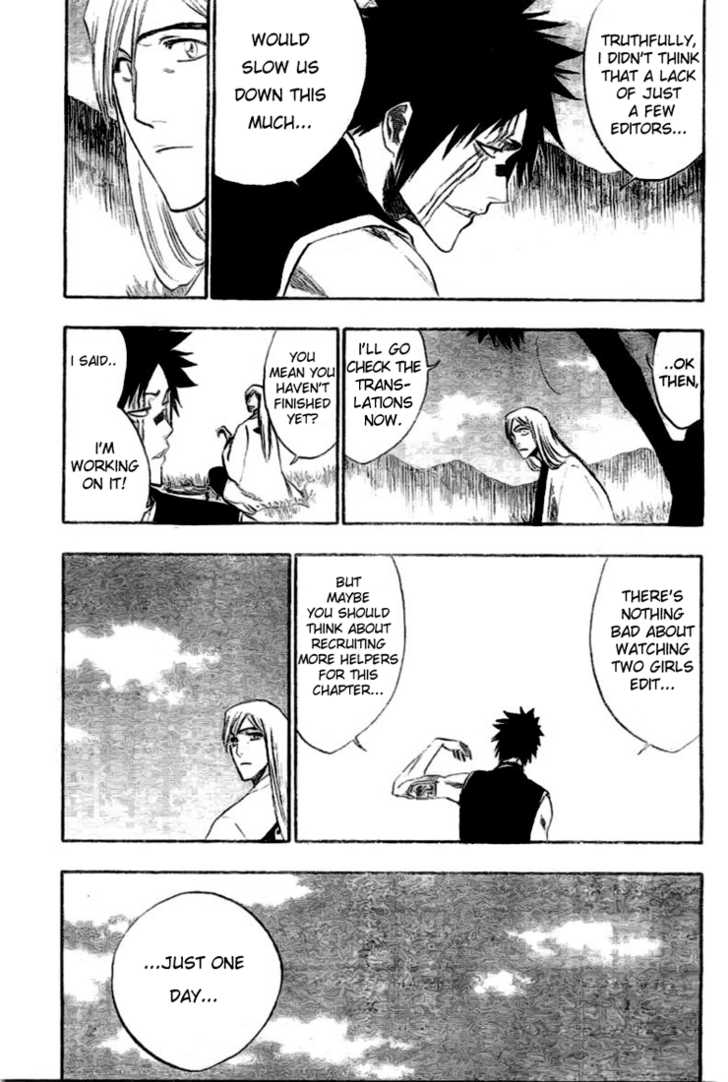 TRUTHFULLY,
I DIDN'T THINK
THAT A LACK
OF JUST
A FEW
EDITORS...
WOULD
SLOW US
DOWN THIS
MUCH...
..OK
THEN,
I'LL GO
CHECK THE
TRANS-
LATIONS
NOW.
YOU
MEAN YOU
HAVEN'T
FINISHED
YET?
I SAID..
I'M
WORKING
ON IT!
THERE'S
NOTHING
BAD ABOUT
WATCHING
TWO GIRLS
EDIT...
BUT
MAYBE
YOU SHOULD
THINK ABOUT
RECRUITING
MORE HELPERS
FOR THIS
CHAPTER...
...JUST ONE
DAY...